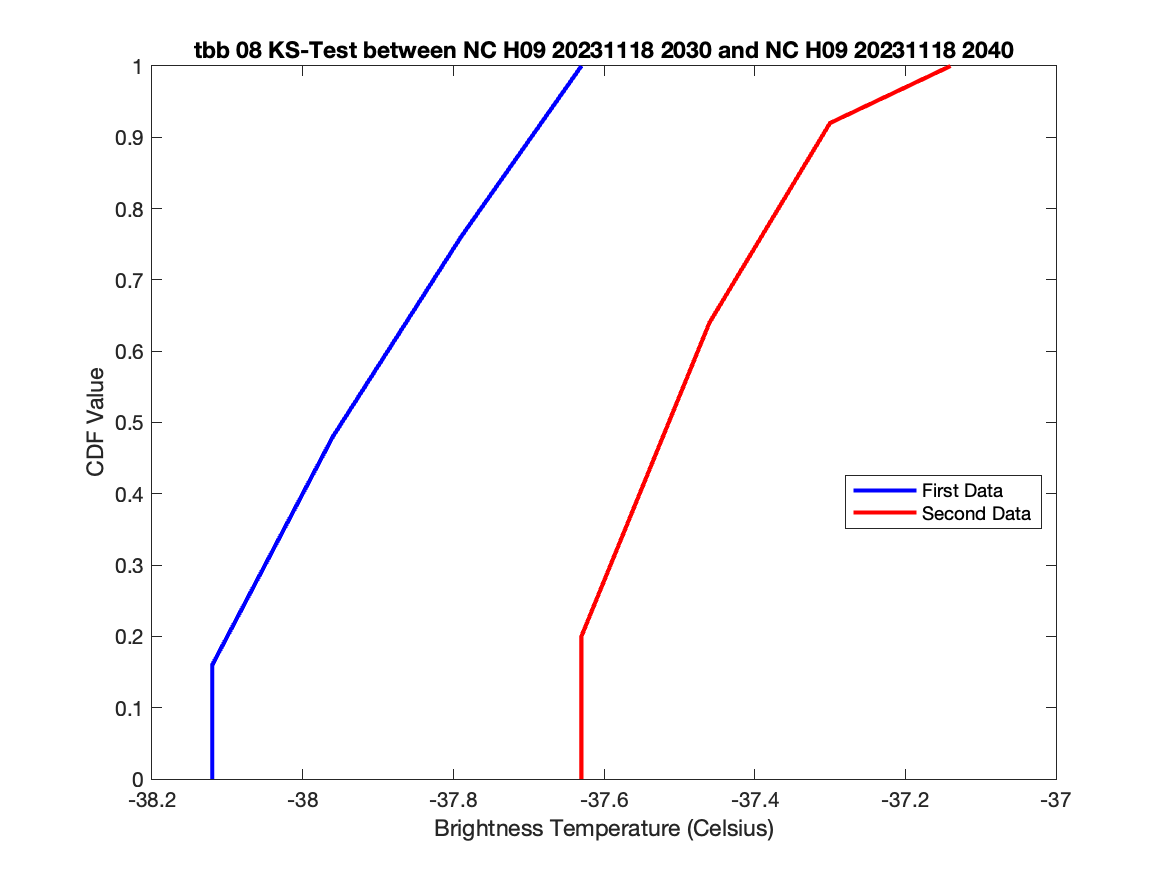 tbb 08 KS-Test between NC H09 20231118 2030 and NC H09 20231118 2040
1
0.9
0.8
0.7
0.6
0.5
0.4
0.3
0.2
0.1
0
CDF Value
First Data
Second Data
-38.2 -38 -37.8 -37.6 -37.4 -37.2 -37
Brightness Temperature (Celsius)